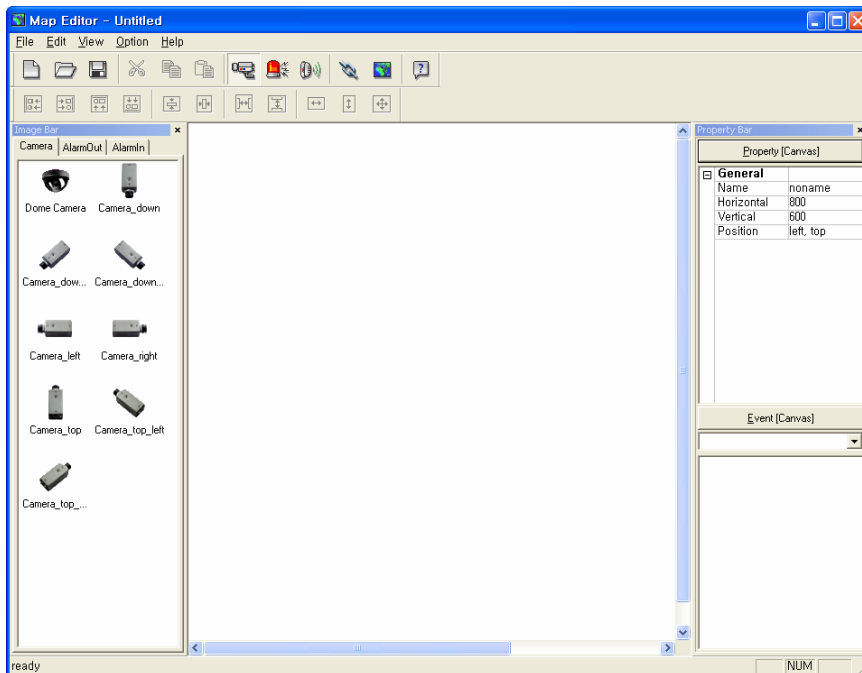 Map Editor - Untitled
File Edit View Option Help
Image Bar
Camera AlarmOut AlarmIn
Dome Camera Camera_down
Camera_dow... Camera_down...
Camera_left Camera_right
Camera_top Camera_top_left
Camera_top_...
Property Bar
Property [Canvas]
General
Name noname
Horizontal 800
Vertical 600
Position left, top
Event [Canvas]
ready NUM